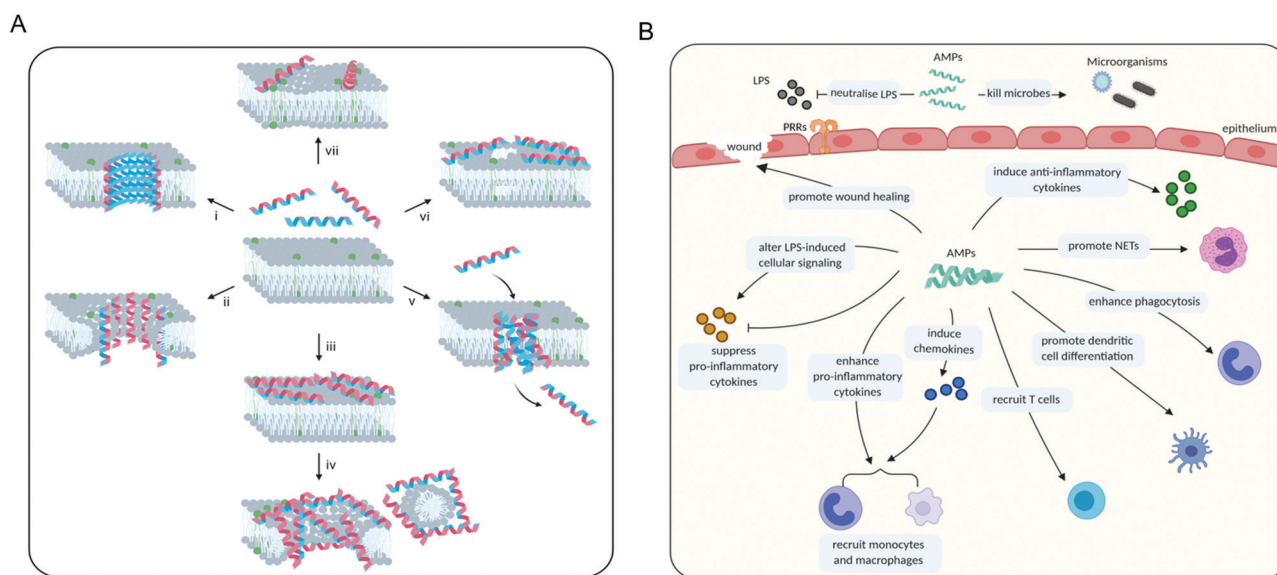 A
vii
i
vi
ii
v
iii
iv
B
LPS
AMPs
Microorganisms
neutralise LPS
kill microbes
PRRs
epithelium
wound
induce anti-inflammatory
cytokines
promote wound healing
alter LPS-induced
cellular signaling
AMPs
promote NETs
enhance phagocytosis
suppress
pro-inflammatory
cytokines
enhance
pro-inflammatory
cytokines
induce
chemokines
promote dendritic
cell differentiation
recruit T cells
recruit monocytes
and macrophages